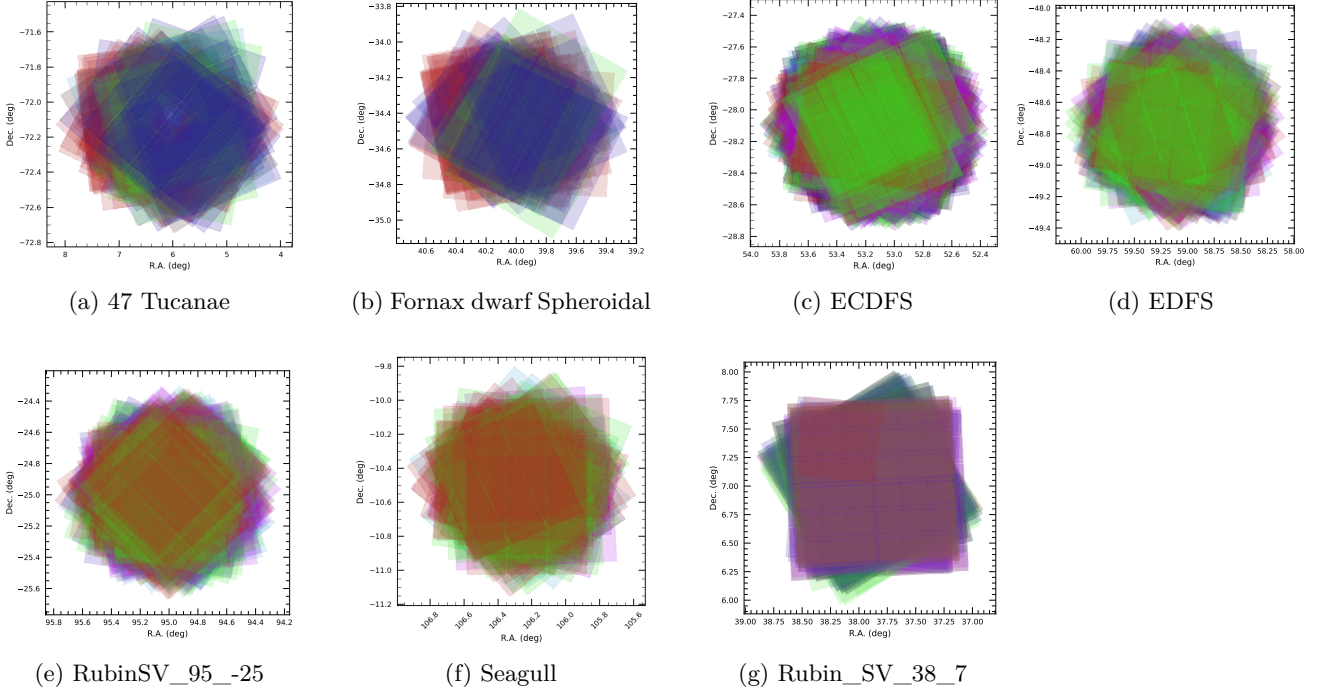 −71.6
−71.8
−72.0
−72.2
−72.4
−72.6
−72.8
Dec. (deg)
8 7 6 5 4
R.A. (deg)
(a) 47 Tucanae
−33.8
−34.0
−34.2
−34.4
−34.6
−34.8
−35.0
Dec. (deg)
40.6 40.4 40.2 40.0 39.8 39.6 39.4 39.2
R.A. (deg)
(b) Fornax dwarf Spheroidal
−27.4
−27.6
−27.8
−28.0
−28.2
−28.4
−28.6
−28.8
Dec. (deg)
54.0 53.8 53.6 53.4 53.2 53.0 52.8 52.6 52.4
R.A. (deg)
(c) ECDFS
−48.0
−48.2
−48.4
−48.6
−48.8
−49.0
−49.2
−49.4
Dec. (deg)
60.00 59.75 59.50 59.25 59.00 58.75 58.50 58.25 58.00
R.A. (deg)
(d) EDFS
−24.4
−24.6
−24.8
−25.0
−25.2
−25.4
−25.6
Dec. (deg)
95.8 95.6 95.4 95.2 95.0 94.8 94.6 94.4 94.2
R.A. (deg)
(e) RubinSV_95_-25
−9.8
−10.0
−10.2
−10.4
−10.6
−10.8
−11.0
−11.2
Dec. (deg)
106.8 106.6 106.4 106.2 106.0 105.8 105.6
R.A. (deg)
(f) Seagull
8.00
7.75
7.50
7.25
7.00
6.75
6.50
6.25
6.00
Dec. (deg)
39.00 38.75 38.50 38.25 38.00 37.75 37.50 37.25 37.00
R.A. (deg)
(g) Rubin_SV_38_7